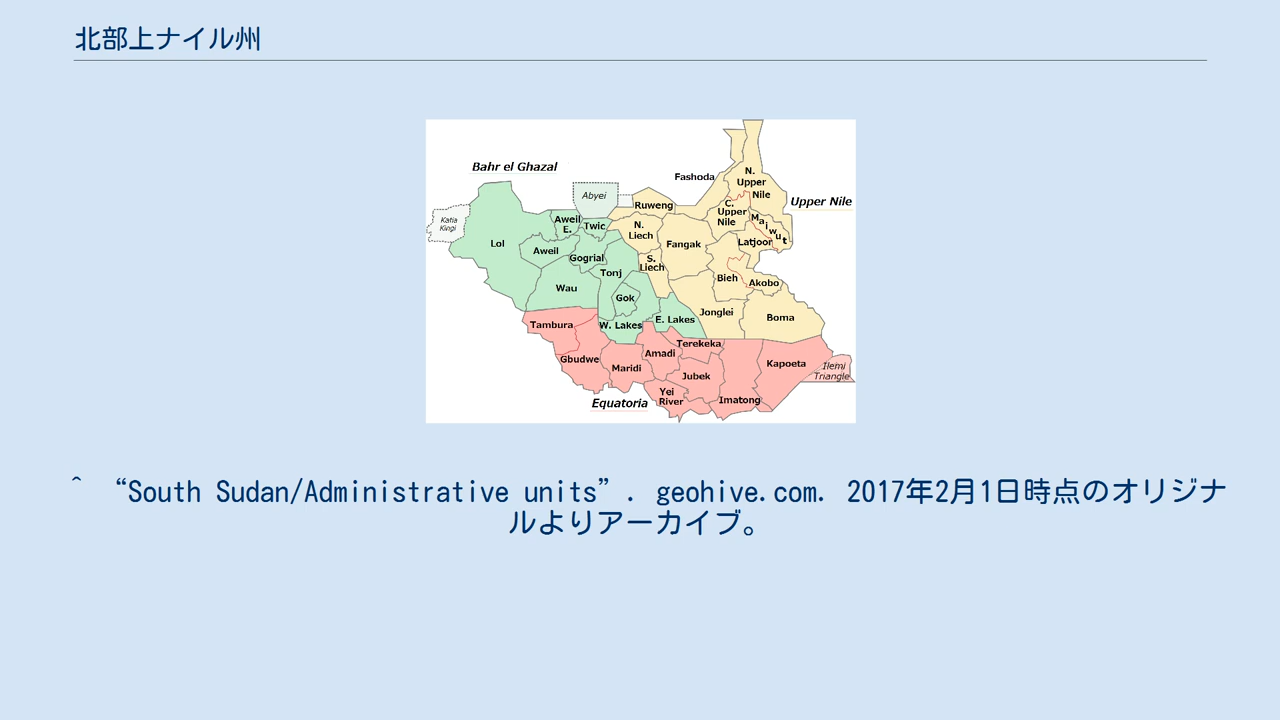 北部上ナイル州
Bahr el Ghazal
Fashoda
N.
Upper
Nile
Upper Nile
Abyei
Ruweng
C.
Upper
Nile
Maiwut
Katia
Kingi
Aweil
E.
Twic
N.
Liech
Fangak
Latjoor
Lol
Aweil
Gogrial
S.
Liech
Tonj
Bieh
Akobo
Wau
Gok
Jonglei
Boma
Tambura
W. Lakes
E. Lakes
Terekeka
Gbudwe
Amadi
Maridi
Kapoeta
Ilemi
Triangle
Jubek
Yei
River
Imatong
Equatoria
^ “South Sudan/Administrative units”. geohive.com. 2017年2月1日時点のオリジナ
ルよりアーカイブ。